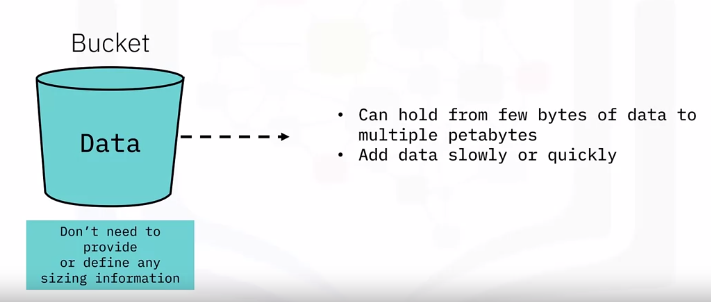 Bucket
Data
• Can hold from few bytes of data to
multiple petabytes
• Add data slowly or quickly
Don't need to
provide
or define any
sizing information